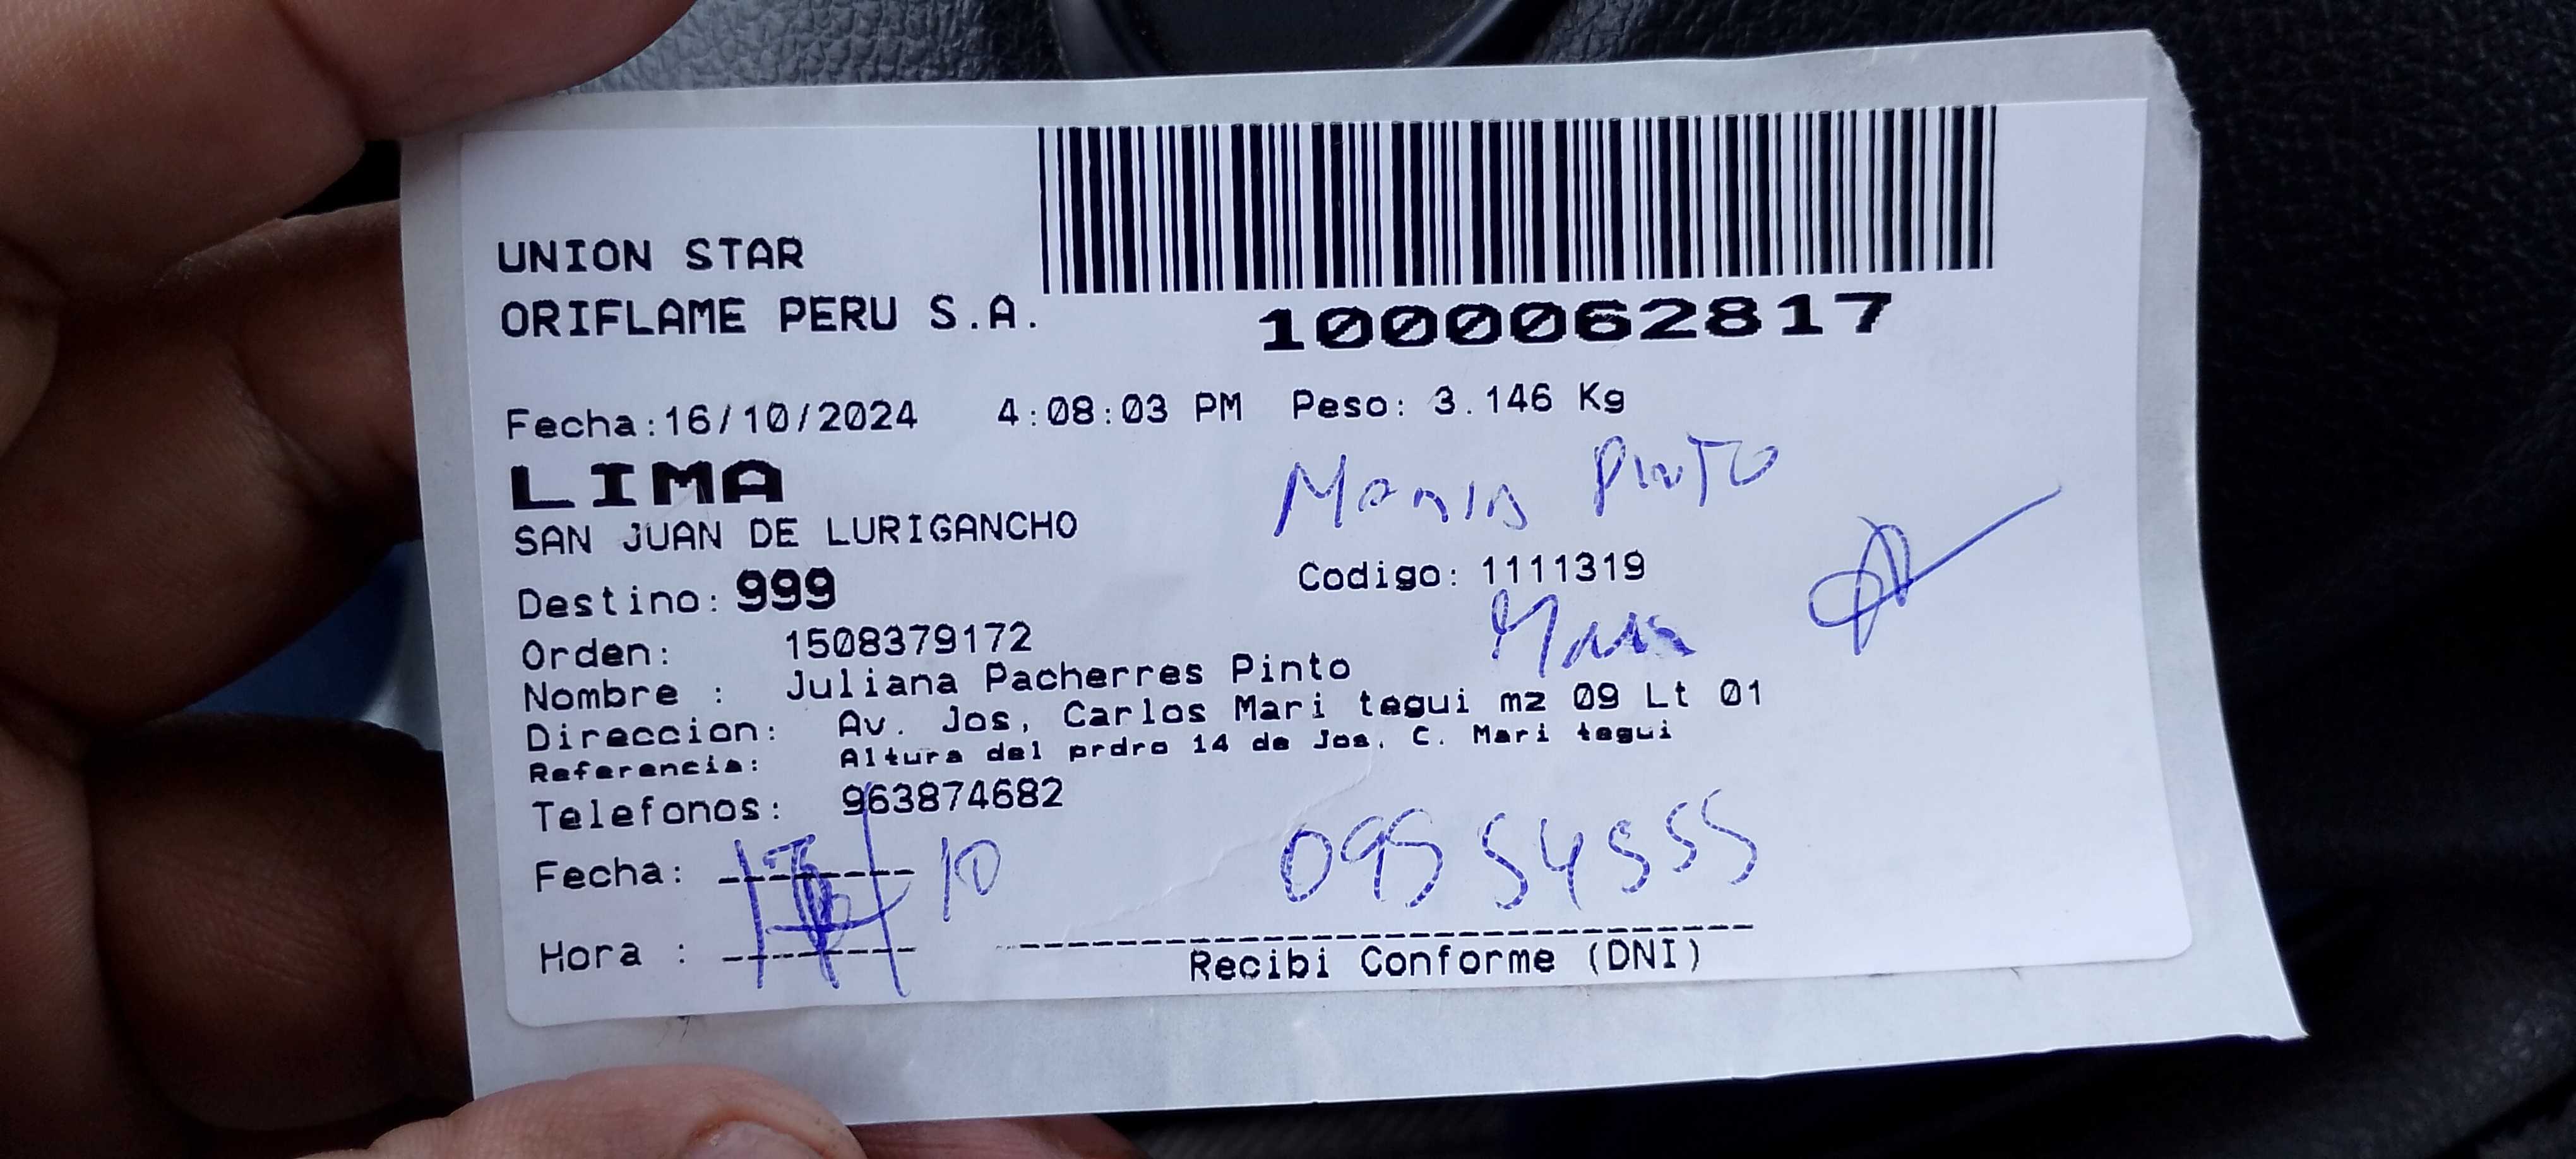 UNION STAR
ORIFLAME PERU S.A.
1000062817
Fecha:16/10/2024 4:08:03 PM Peso: 3.146 Kg
LIMA
Maria Pinto
SAN JUAN DE LURIGANCHO
Destino: 999 Codigo: 1111319
Orden: 1508379172
Nombre : Juliana Pacherres Pinto
Direccion: Av. Jos, Carlos Mari tegui mz 09 Lt 01
Referencia: Altura del prdro 14 de Jos. C. Mari tegui
Telefonos: 963874682
Fecha: 10
09554555
Hora :
Recibi Conforme (DNI)